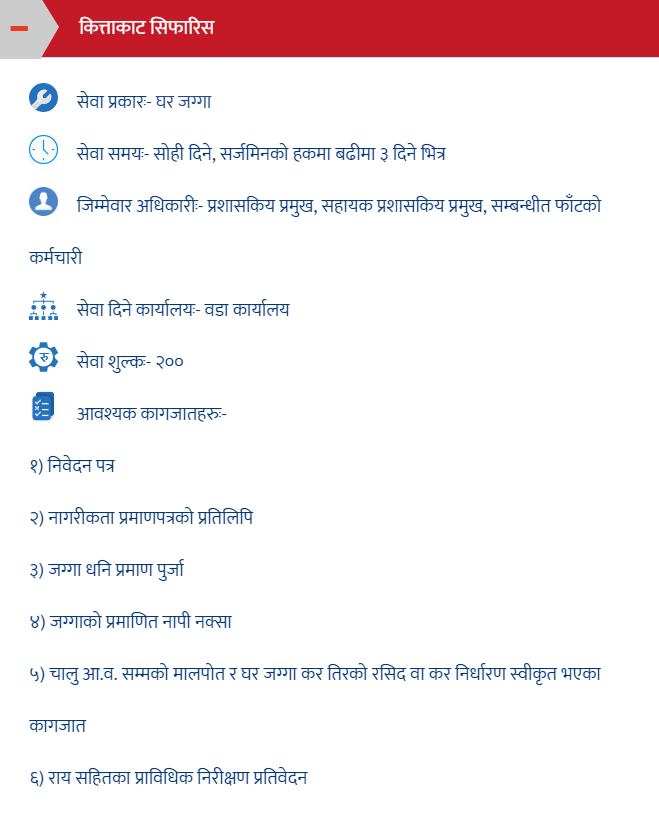 कित्ताकाट सिफारिस
सेवा प्रकारः- घर जग्गा
सेवा समयः- सोही दिने, सर्जमिनको हकमा बढीमा ३ दिने भित्र
जिम्मेवार अधिकारीः- प्रशासकिय प्रमुख, सहायक प्रशासकिय प्रमुख, सम्बन्धीत फाँटको
कर्मचारी
सेवा दिने कार्यालयः- वडा कार्यालय
रु
सेवा शुल्कः- २००
आवश्यक कागजातहरुः-
१) निवेदन पत्र
२) नागरीकता प्रमाणपत्रको प्रतिलिपि
३) जग्गा धनि प्रमाण पुर्जा
४) जग्गाको प्रमाणित नापी नक्सा
५) चालु आ.व. सम्मको मालपोत र घर जग्गा कर तिरको रसिद वा कर निर्धारण स्वीकृत भएका
कागजात
६) राय सहितका प्राविधिक निरीक्षण प्रतिवेदन